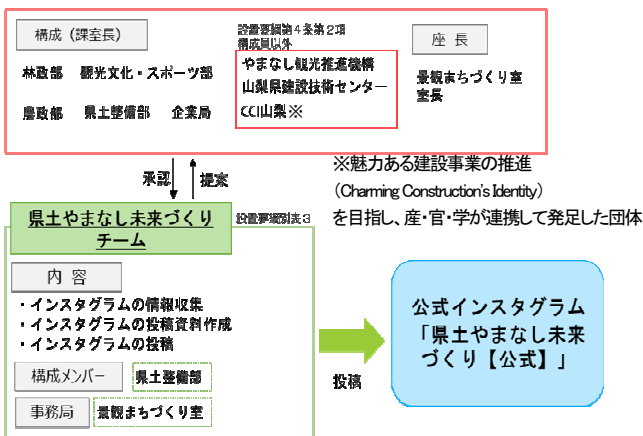 構成（課室長）
設置要綱第４条第２項
構成員以外
座 長
林政部 観光文化・スポーツ部
農政部 県土整備部 企業局
やまなし観光推進機構
山梨県建設技術センター
CCI山梨※
景観まちづくり室
室長
承認
提案
※魅力ある建設事業の推進
（Charming Construction's Identity）
を目指し、産・官・学が連携して発足した団体
県土やまなし未来づくり
チーム
設置要綱別表３
内 容
・インスタグラムの情報収集
・インスタグラムの投稿資料作成
・インスタグラムの投稿
構成メンバー
県土整備部
事務局
景観まちづくり室
投稿
公式インスタグラム
「県土やまなし未来
づくり【公式】」